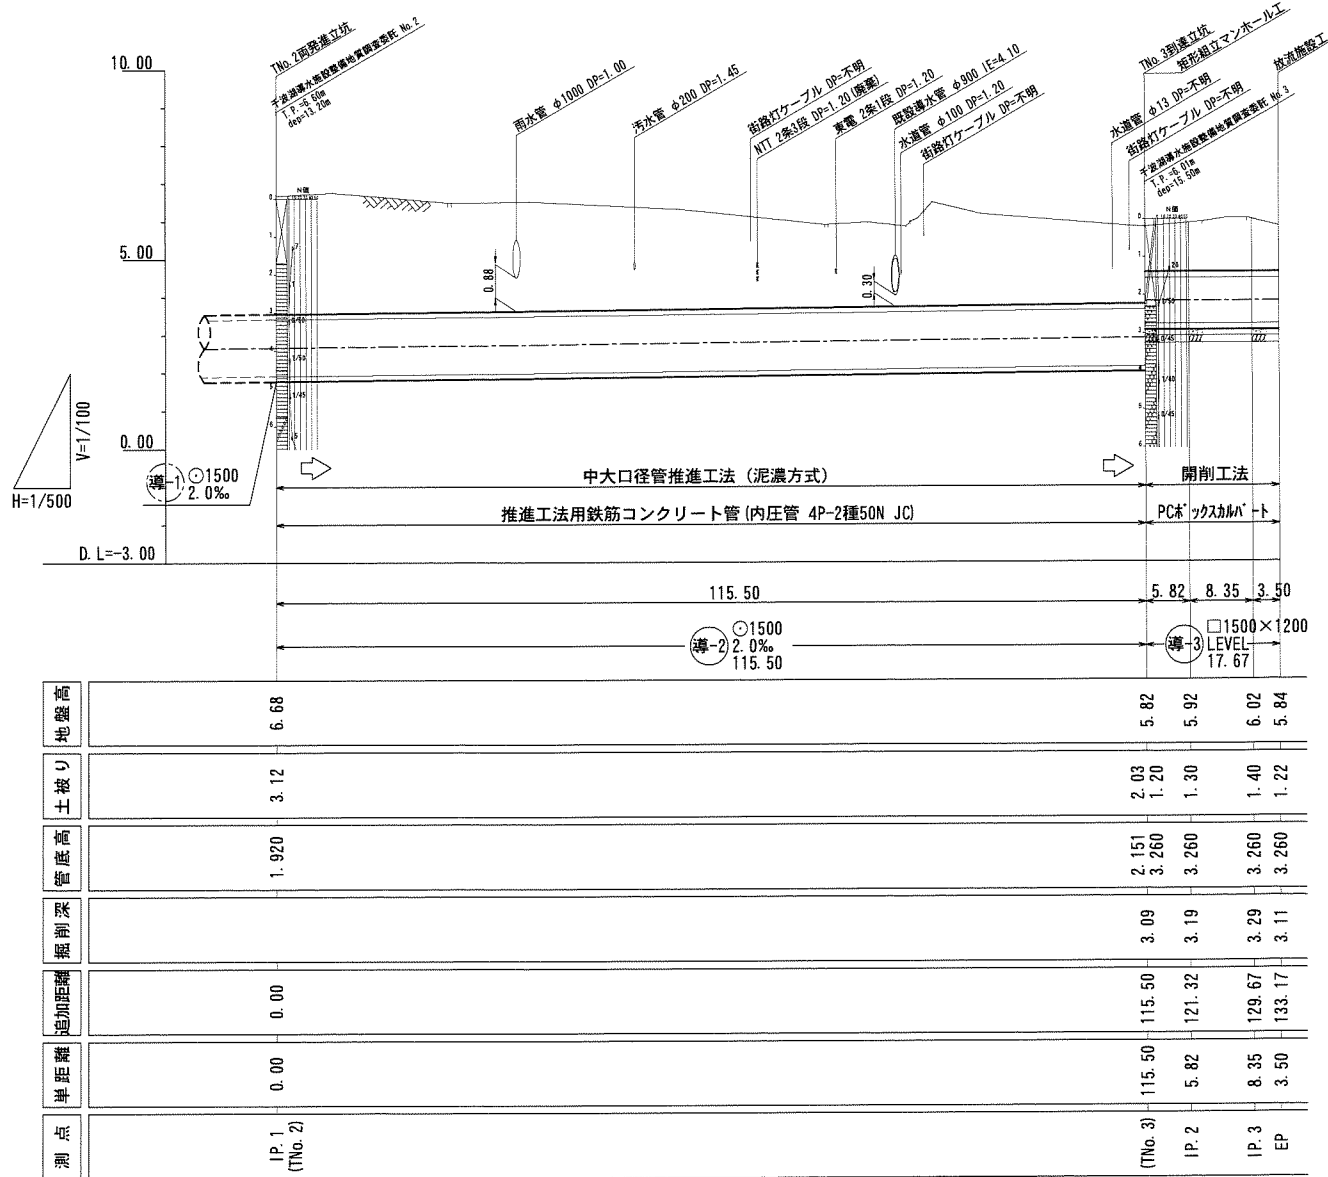 TNo. 2両発進立坑
千波湖導水施設整備地質調査委託 No. 2
T. P. =6. 60m
dep=13. 20m
雨水管 φ1000 DP=1. 00
汚水管 φ200 DP=1. 45
街路灯ケーブル DP=不明
NTT 2条3段 DP=1. 20 (廃棄)
東電 2条1段 DP=1. 20
既設導水管 φ900 IE=4. 10
水道管 φ100 DP=1. 20
街路灯ケーブル DP=不明
水道管 φ13 DP=不明
街路灯ケーブル DP=不明
千波湖導水施設整備地質調査委託 No. 3
T. P. =6. 01m
dep=15. 50m
TNo. 3到達立坑
矩形組立マンホール工
放流施設工
10. 00
5. 00
0. 00
D. L=-3. 00
V=1/100
H=1/500
N値
N値
0. 88
0. 30
導-1 ⊙1500
2. 0‰
中大口径管推進工法 (泥濃方式)
開削工法
推進工法用鉄筋コンクリート管 (内圧管 4P-2種50N JC)
PCボックスカルバート
115. 50
5. 82
8. 35
3. 50
導-2 ⊙1500
2. 0‰
115. 50
導-3 □1500×1200
LEVEL
17. 67
地盤高 6. 68 5. 82 5. 92 6. 02 5. 84
土被り 3. 12 2. 03 1. 20 1. 30 1. 40 1. 22
管底高 1. 920 2. 151 3. 260 3. 260 3. 260 3. 260
掘削深 3. 09 3. 19 3. 29 3. 11
追加距離 0. 00 115. 50 121. 32 129. 67 133. 17
単距離 0. 00 115. 50 5. 82 8. 35 3. 50
測点 IP. 1 (TNo. 2) (TNo. 3) IP. 2 IP. 3 EP